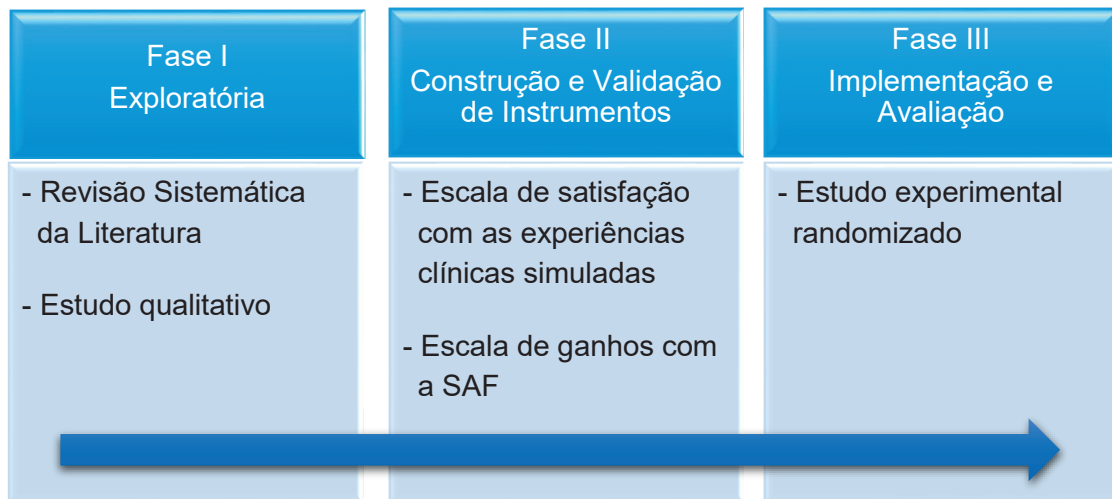 Fase I
Exploratória
Fase II
Construção e Validação
de Instrumentos
Fase III
Implementação e
Avaliação
- Revisão Sistemática
da Literatura
- Estudo qualitativo
- Escala de satisfação
com as experiências
clínicas simuladas
- Escala de ganhos com
a SAF
- Estudo experimental
randomizado